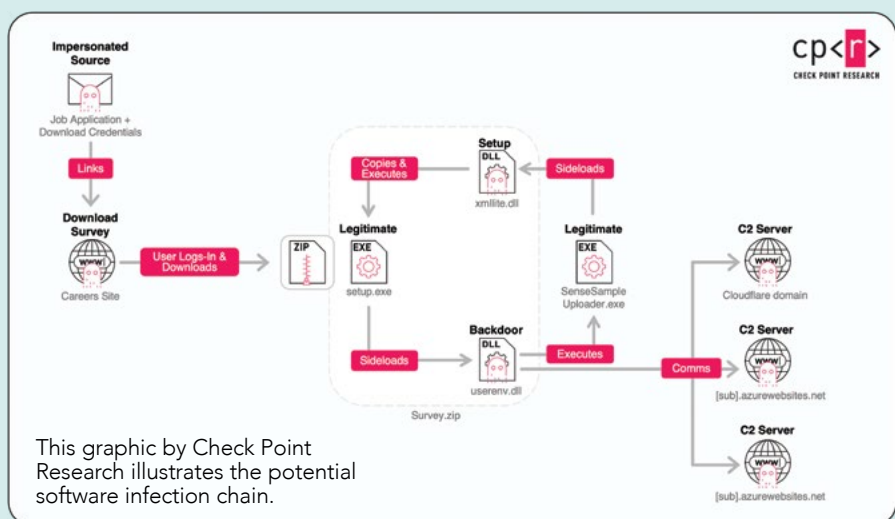 Impersonated
Source
Job Application +
Download Credentials
Links
Download
Survey
WWW
Careers Site
User Logs-In &
Downloads
ZIP
Copies &
Executes
Legitimate
EXE
setup.exe
Sideloads
Setup
DLL
xmllite.dll
Sideloads
Legitimate
EXE
SenseSample
Uploader.exe
Backdoor
DLL
userenv.dll
Executes
Survey.zip
Comms
C2 Server
WWW
Cloudflare domain
C2 Server
WWW
[sub].azurewebsites.net
C2 Server
WWW
[sub].azurewebsites.net
cp<r>
CHECK POINT RESEARCH
This graphic by Check Point
Research illustrates the potential
software infection chain.